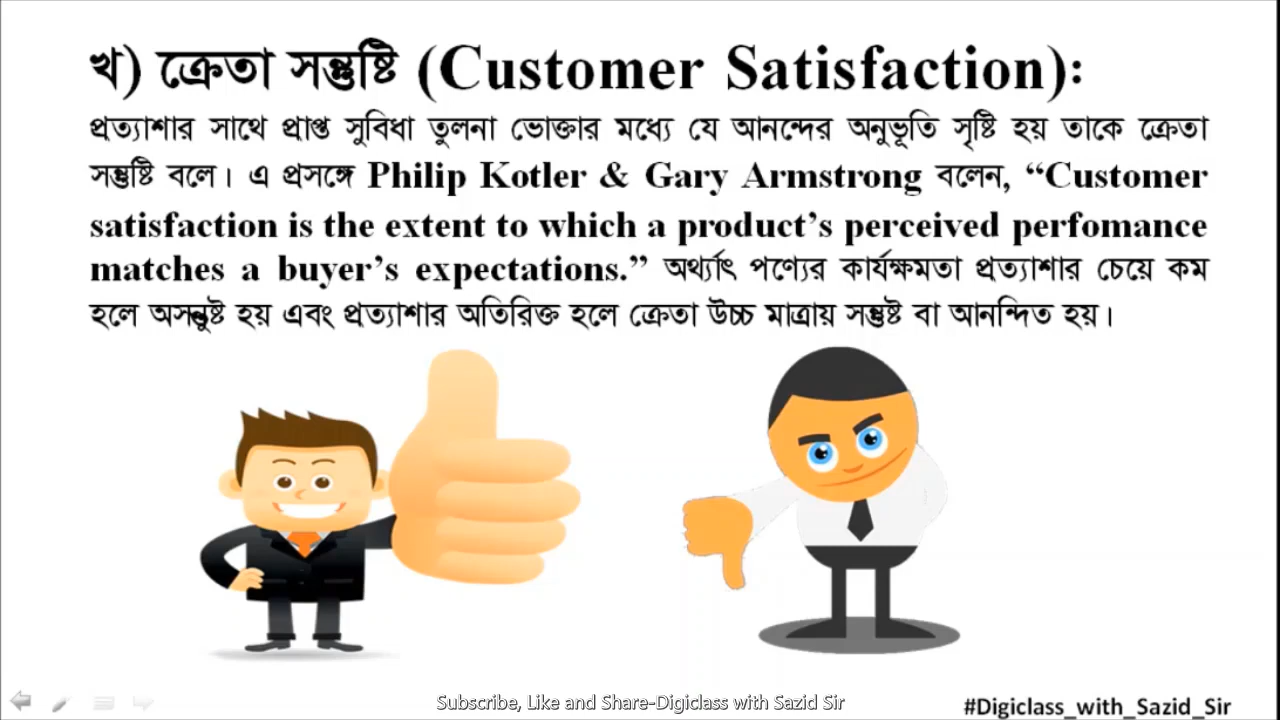 খ) ক্রেতা সন্তুষ্টি (Customer Satisfaction):
প্রত্যাশার সাথে প্রাপ্ত সুবিধা তুলনা ভোক্তার মধ্যে যে আনন্দের অনুভূতি সৃষ্টি হয় তাকে ক্রেতা
সন্তুষ্টি বলে। এ প্রসঙ্গে Philip Kotler & Gary Armstrong বলেন, “Customer
satisfaction is the extent to which a product’s perceived perfomance
matches a buyer’s expectations.” অর্থ্যাৎ পণ্যের কার্যক্ষমতা প্রত্যাশার চেয়ে কম
হলে অসন্তুষ্ট হয় এবং প্রত্যাশার অতিরিক্ত হলে ক্রেতা উচ্চ মাত্রায় সন্তুষ্ট বা আনন্দিত হয়।
Subscribe, Like and Share-Digiclass with Sazid Sir
#Digiclass_with_Sazid_Sir